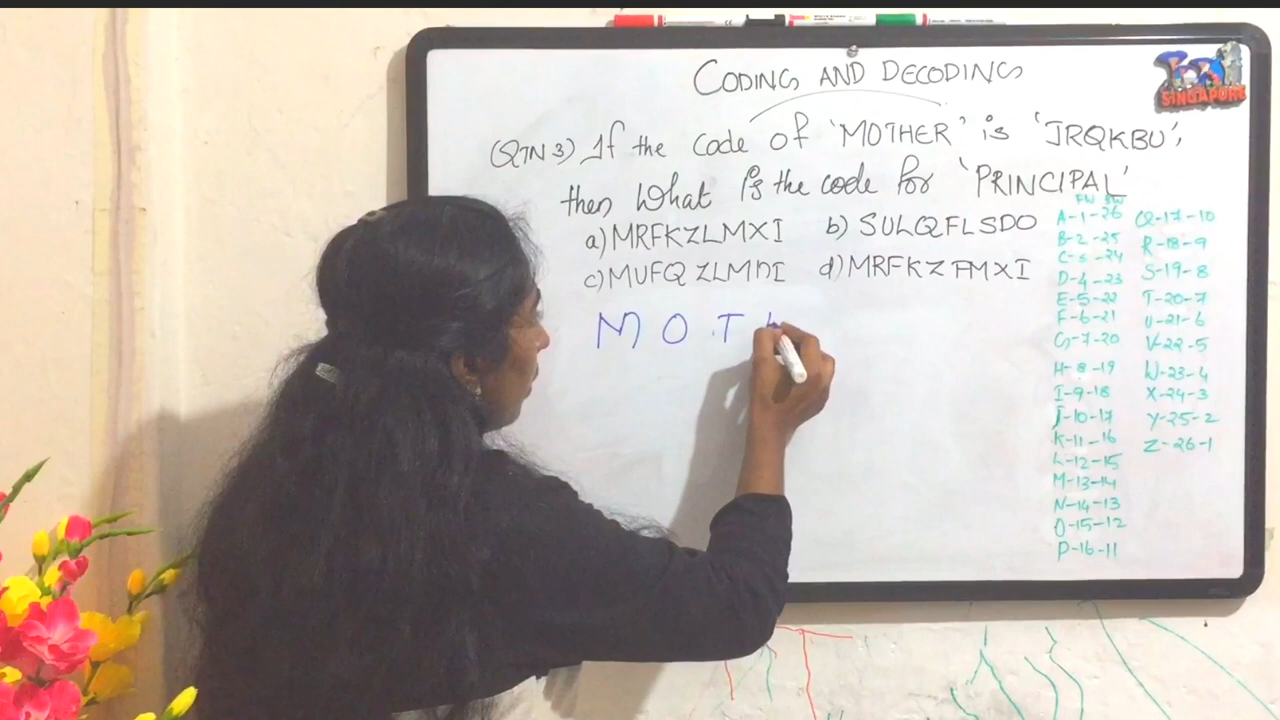 CODING AND DECODING
(QTN 3) If the code of 'MOTHER' is 'JRQKBU',
then What is the code for 'PRINCIPAL'
a) MRFKZLMXI b) SULQFLSDO
c) MUFQZLMDI d) MRFKZFMXI
M O T
FW BW
A-1-26 Q-17-10
B-2-25 R-18-9
C-3-24 S-19-8
D-4-23 T-20-7
E-5-22 U-21-6
F-6-21 V-22-5
G-7-20 W-23-4
H-8-19 X-24-3
I-9-18 Y-25-2
J-10-17 Z-26-1
K-11-16
L-12-15
M-13-14
N-14-13
O-15-12
P-16-11
SINGAPORE